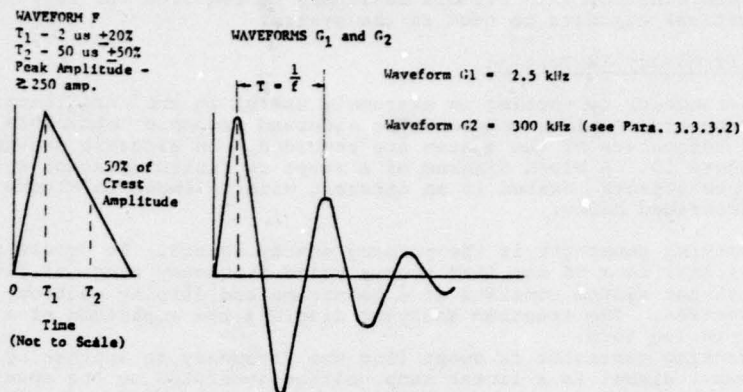 WAVEFORM F
T1 - 2 us ±20%
T2 - 50 us ±50%
Peak Amplitude -
≥250 amp.
WAVEFORMS G1 and G2
T = 1/f
Waveform G1 = 2.5 kHz
Waveform G2 300 kHz (see Para. 3.3.3.2)
50% of
Crest
Amplitude
0 T1 T2
Time
(Not to Scale)